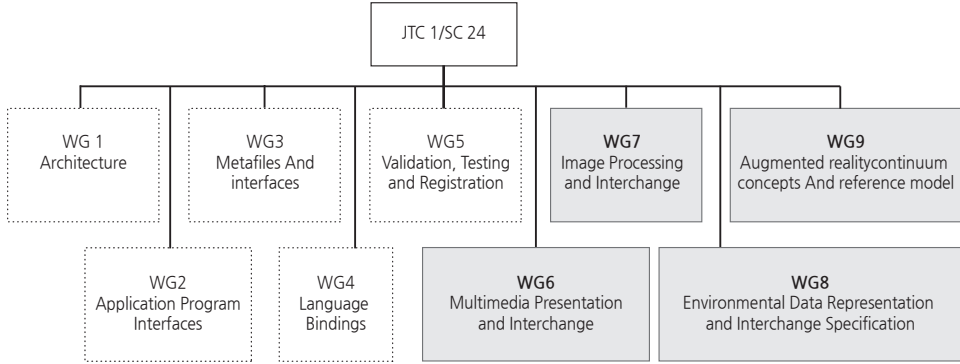 JTC 1/SC 24
WG 1
Architecture
WG3
Metafiles And
interfaces
WG5
Validation, Testing
and Registration
WG7
Image Processing
and Interchange
WG9
Augmented realitycontinuum
concepts And reference model
WG2
Application Program
Interfaces
WG4
Language
Bindings
WG6
Multimedia Presentation
and Interchange
WG8
Environmental Data Representation
and Interchange Specification